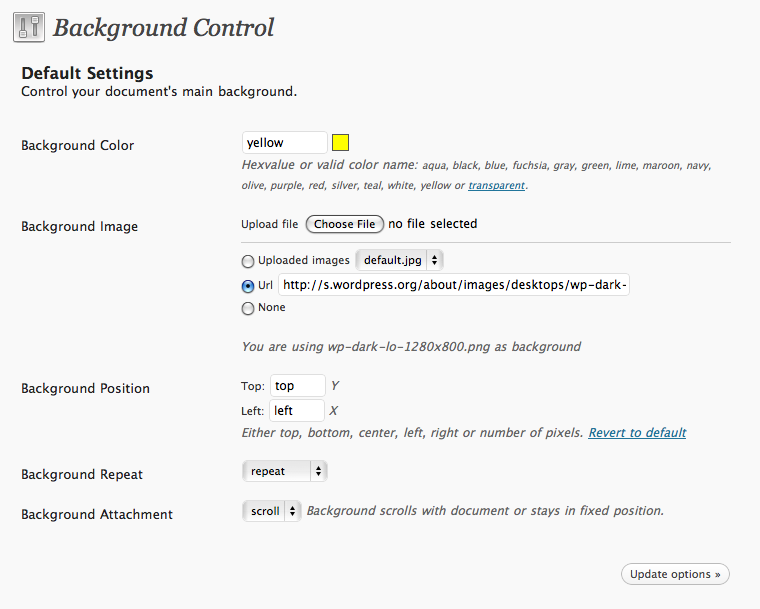 Background Control
Default Settings
Control your document's main background.
Background Color
yellow
Hexvalue or valid color name: aqua, black, blue, fuchsia, gray, green, lime, maroon, navy,
olive, purple, red, silver, teal, white, yellow or transparent.
Background Image
Upload file Choose File no file selected
Uploaded images default.jpg
Url http://s.wordpress.org/about/images/desktops/wp-dark-
None
You are using wp-dark-lo-1280x800.png as background
Background Position
Top: top Y
Left: left X
Either top, bottom, center, left, right or number of pixels. Revert to default
Background Repeat
repeat
Background Attachment
scroll Background scrolls with document or stays in fixed position.
Update options »